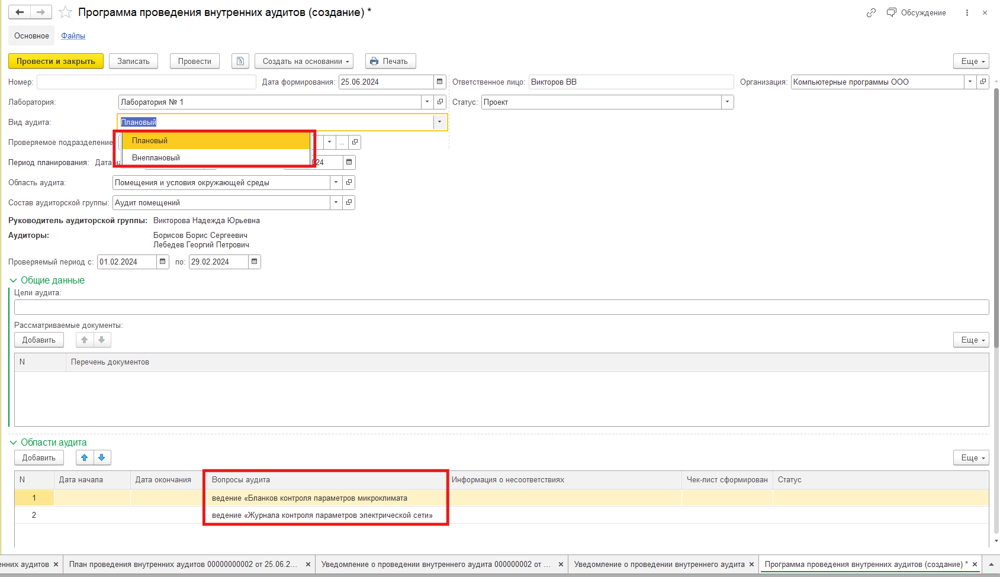 Программа проведения внутренних аудитов (создание) *
Обсуждение
Основное Файлы
Провести и закрыть Записать Провести Создать на основании Печать Еще
Номер: Дата формирования: 25.06.2024 Ответственное лицо: Викторов ВВ Организация: Компьютерные программы ООО
Лаборатория: Лаборатория № 1 Статус: Проект
Вид аудита: Плановый
Проверяемое подразделение ...
Плановый
Внеплановый
Период планирования: Дата на 024
Область аудита: Помещения и условия окружающей среды
Состав аудиторской группы: Аудит помещений
Руководитель аудиторской группы: Викторова Надежда Юрьевна
Аудиторы: Борисов Борис Сергеевич
Лебедев Георгий Петрович
Проверяемый период с: 01.02.2024 по: 29.02.2024
Общие данные
Цели аудита:
Рассматриваемые документы:
Добавить Еще
N Перечень документов
Области аудита
Добавить Еще
N Дата начала Дата окончания Вопросы аудита Информация о несоответствиях Чек-лист сформирован Статус
1 ведение «Бланков контроля параметров микроклимата
2 ведение «Журнала контроля параметров электрической сети»
енних аудитов План проведения внутренних аудитов 00000000002 от 25.06.2... Уведомление о проведении внутреннего аудита 000000002 от ... Уведомление о проведении внутреннего аудита Программа проведения внутренних аудитов (создание) *